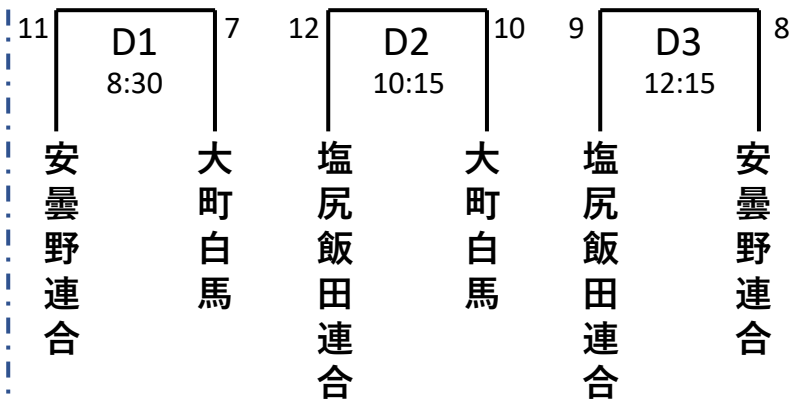 11 D1 7
8:30
安曇野連合
大町白馬
12 D2 10
10:15
塩尻飯田連合
大町白馬
9 D3 8
12:15
塩尻飯田連合
安曇野連合